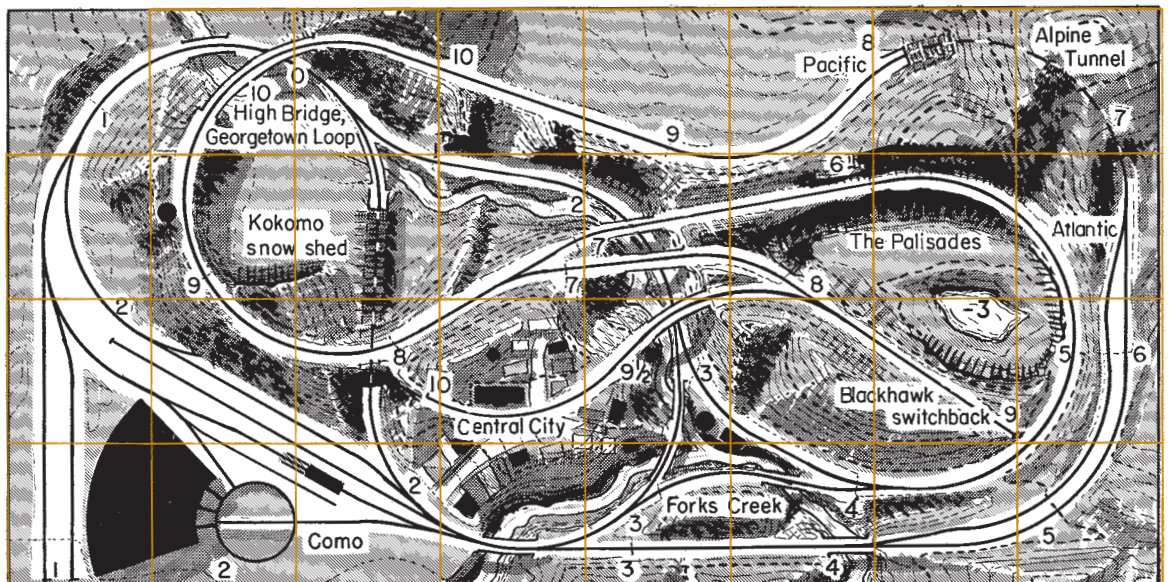 8
Alpine
Tunnel
10
Pacific
0
10
High Bridge,
Georgetown Loop
1
7
9
6
2
Kokomo
snow shed
7
The Palisades
Atlantic
9
7
8
2
-3
8
5
6
10
9½
3
Blackhawk
switchback
9
Central City
2
Forks Creek
4
3
5
Como
1
2
3
4